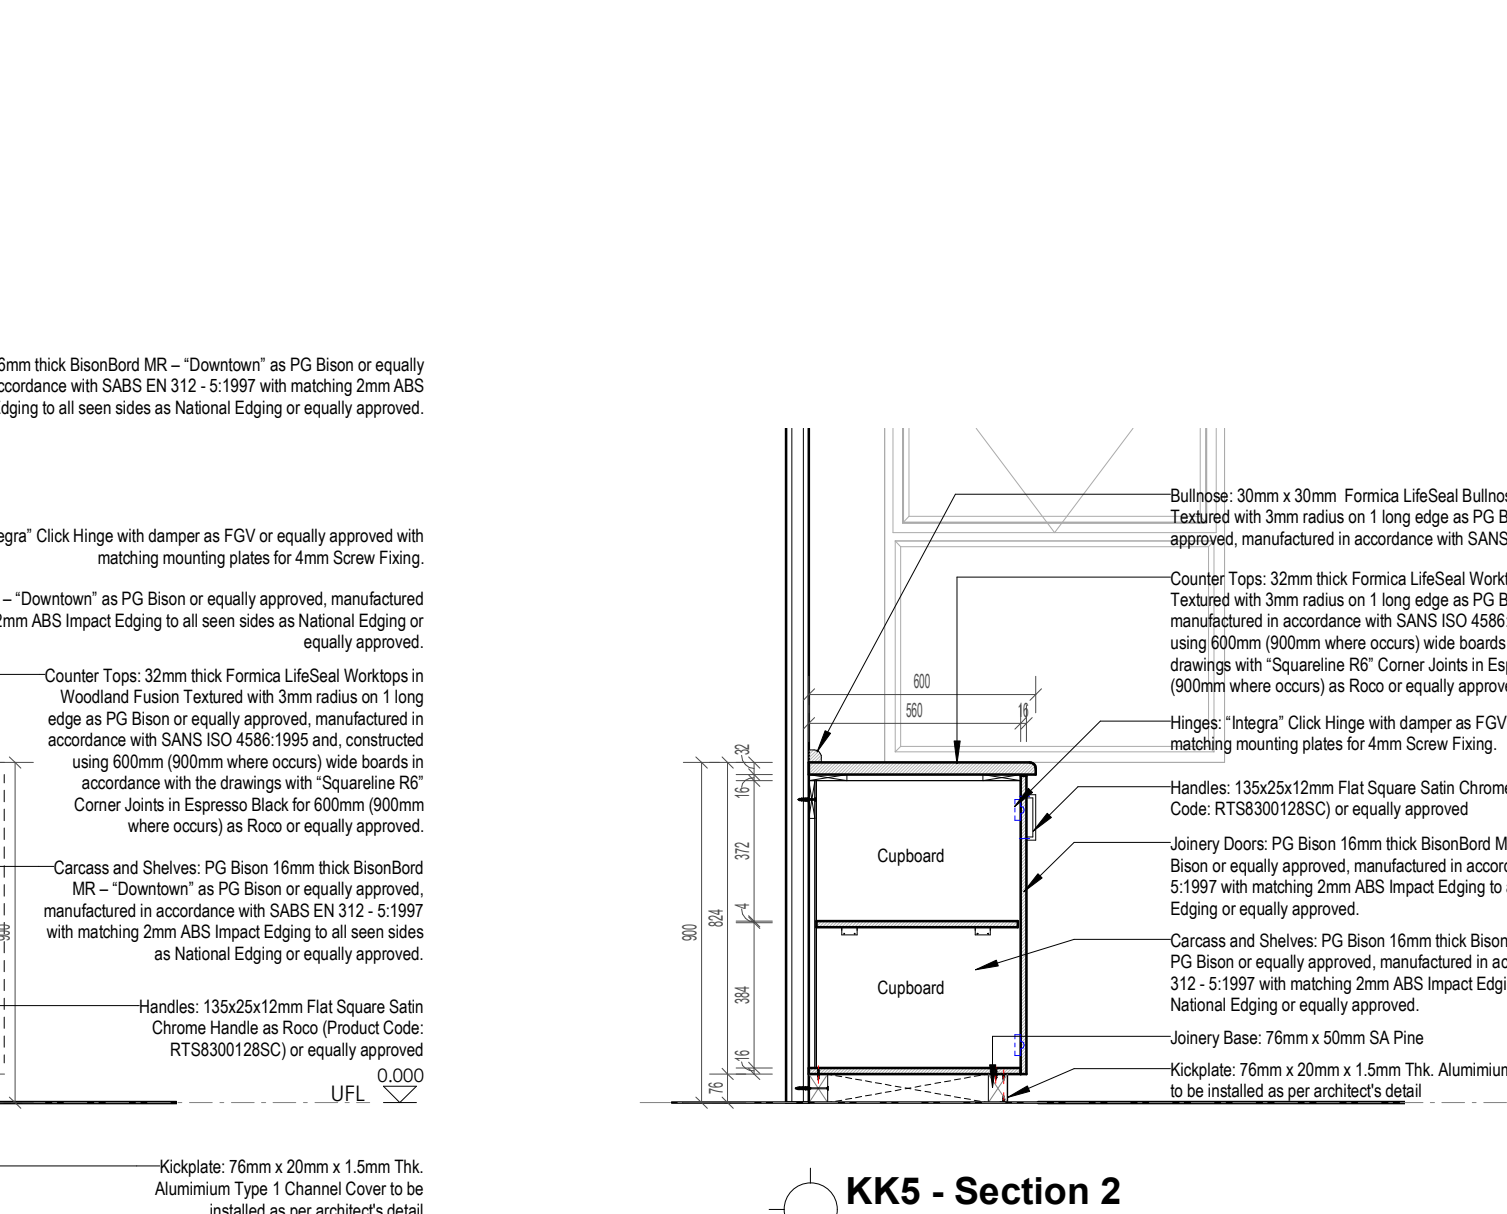 6mm thick BisonBord MR – “Downtown” as PG Bison or equally
ccordance with SABS EN 312 - 5:1997 with matching 2mm ABS
dging to all seen sides as National Edging or equally approved.
egra” Click Hinge with damper as FGV or equally approved with
matching mounting plates for 4mm Screw Fixing.
– “Downtown” as PG Bison or equally approved, manufactured
2mm ABS Impact Edging to all seen sides as National Edging or
equally approved.
Counter Tops: 32mm thick Formica LifeSeal Worktops in
Woodland Fusion Textured with 3mm radius on 1 long
edge as PG Bison or equally approved, manufactured in
accordance with SANS ISO 4586:1995 and, constructed
using 600mm (900mm where occurs) wide boards in
accordance with the drawings with “Squareline R6”
Corner Joints in Espresso Black for 600mm (900mm
where occurs) as Roco or equally approved.
Carcass and Shelves: PG Bison 16mm thick BisonBord
MR – “Downtown” as PG Bison or equally approved,
manufactured in accordance with SABS EN 312 - 5:1997
with matching 2mm ABS Impact Edging to all seen sides
as National Edging or equally approved.
Handles: 135x25x12mm Flat Square Satin
Chrome Handle as Roco (Product Code:
RTS8300128SC) or equally approved
0.000
UFL
Kickplate: 76mm x 20mm x 1.5mm Thk.
Alumimium Type 1 Channel Cover to be
installed as per architect's detail
600
560
16
32
16
372
4
384
16
76
824
900
Cupboard
Cupboard
Bullnose: 30mm x 30mm Formica LifeSeal Bullnos
Textured with 3mm radius on 1 long edge as PG B
approved, manufactured in accordance with SANS
Counter Tops: 32mm thick Formica LifeSeal Workt
Textured with 3mm radius on 1 long edge as PG B
manufactured in accordance with SANS ISO 4586:
using 600mm (900mm where occurs) wide boards
drawings with “Squareline R6” Corner Joints in Esp
(900mm where occurs) as Roco or equally approve
Hinges: “Integra” Click Hinge with damper as FGV
matching mounting plates for 4mm Screw Fixing.
Handles: 135x25x12mm Flat Square Satin Chrome
Code: RTS8300128SC) or equally approved
Joinery Doors: PG Bison 16mm thick BisonBord M
Bison or equally approved, manufactured in accord
5:1997 with matching 2mm ABS Impact Edging to a
Edging or equally approved.
Carcass and Shelves: PG Bison 16mm thick Bison
PG Bison or equally approved, manufactured in acc
312 - 5:1997 with matching 2mm ABS Impact Edgi
National Edging or equally approved.
Joinery Base: 76mm x 50mm SA Pine
Kickplate: 76mm x 20mm x 1.5mm Thk. Alumimium
to be installed as per architect's detail
KK5 - Section 2